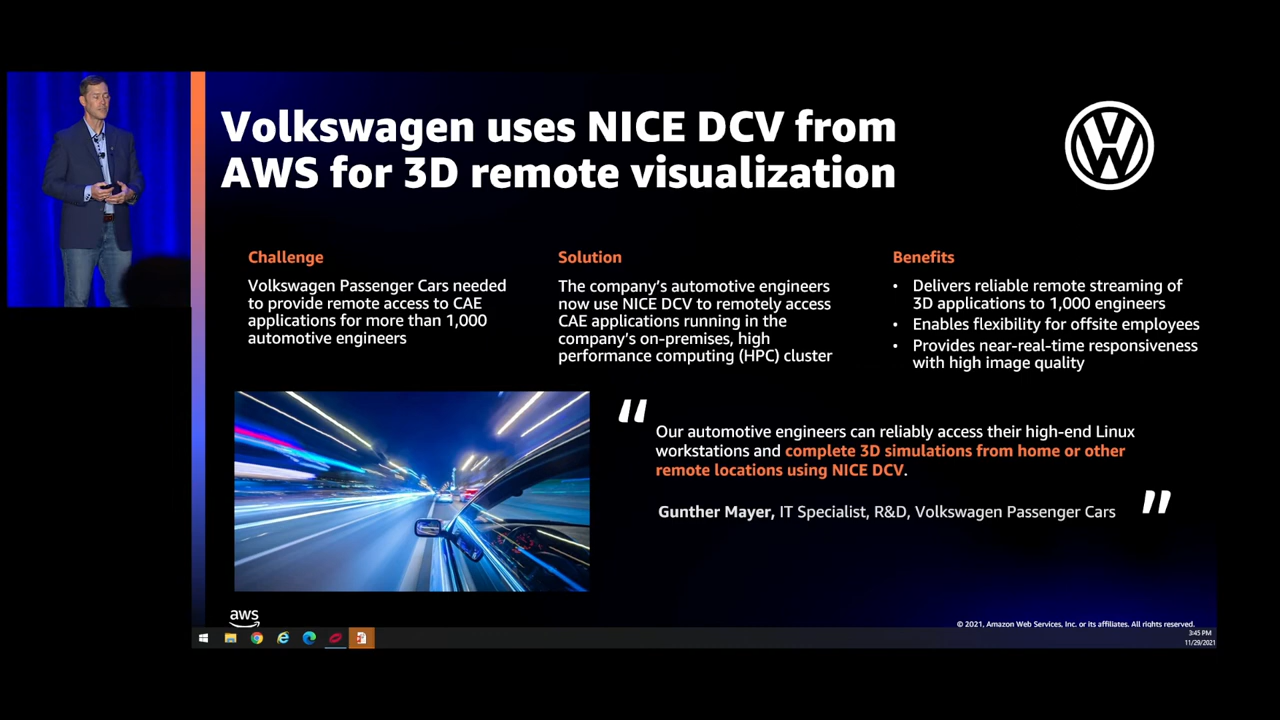 Volkswagen uses NICE DCV from
AWS for 3D remote visualization
Challenge
Volkswagen Passenger Cars needed
to provide remote access to CAE
applications for more than 1,000
automotive engineers
Solution
The company's automotive engineers
now use NICE DCV to remotely access
CAE applications running in the
company's on-premises, high
performance computing (HPC) cluster
Benefits
• Delivers reliable remote streaming of
3D applications to 1,000 engineers
• Enables flexibility for offsite employees
• Provides near-real-time responsiveness
with high image quality
"
Our automotive engineers can reliably access their high-end Linux
workstations and complete 3D simulations from home or other
remote locations using NICE DCV.
Gunther Mayer, IT Specialist, R&D, Volkswagen Passenger Cars
"
aws
© 2021, Amazon Web Services, Inc. or its affiliates. All rights reserved.
3:45 PM
11/29/2021